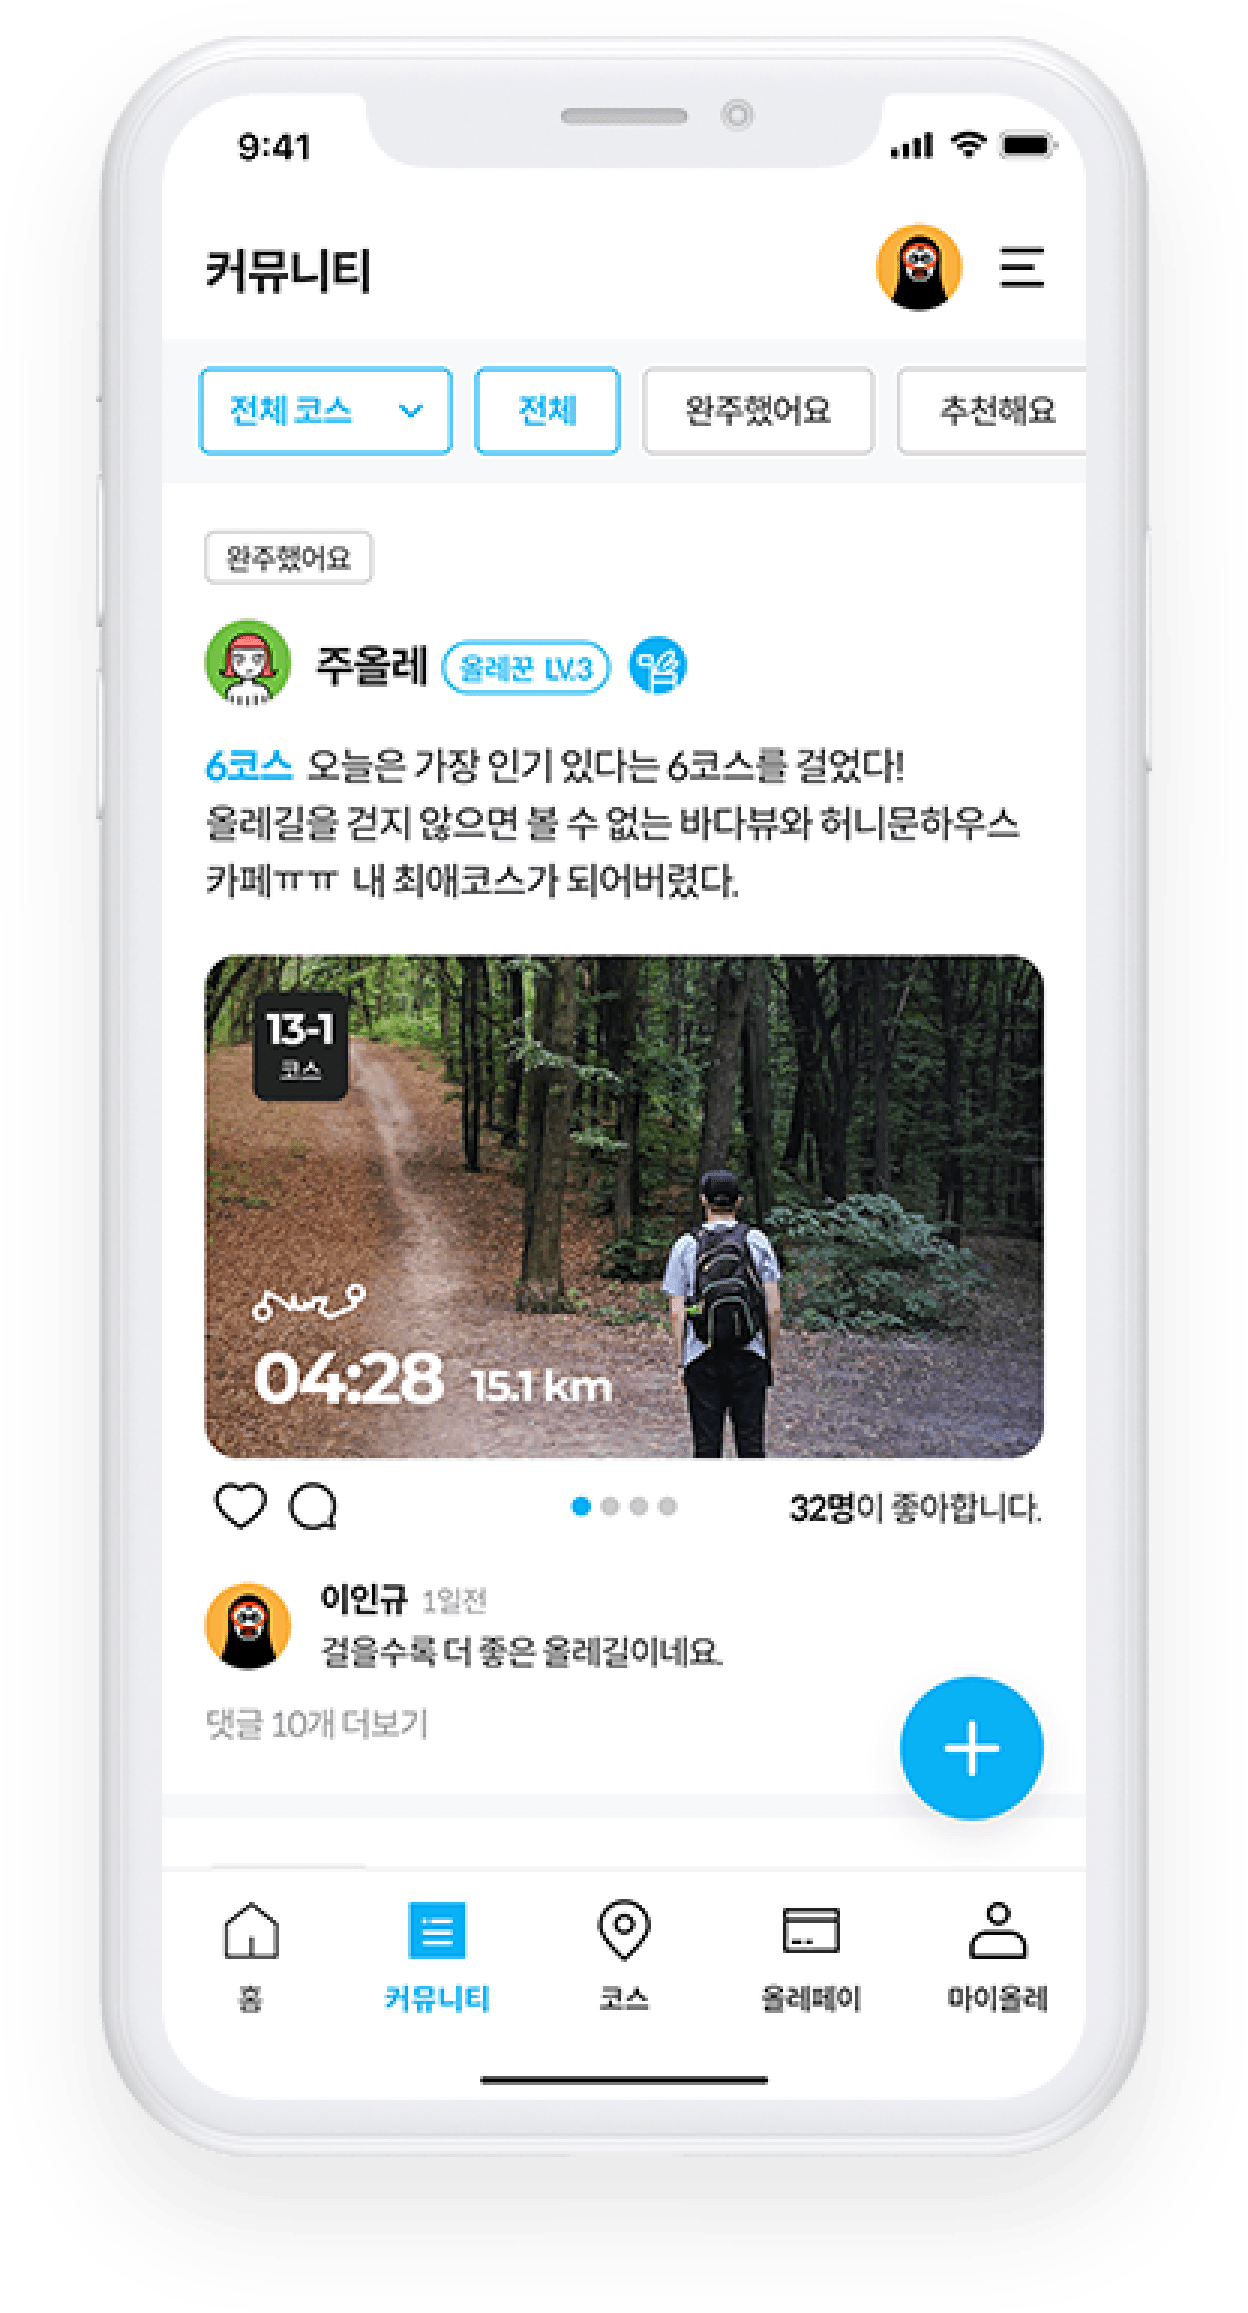 9:41
커뮤니티
전체 코스
전체
완주했어요
추천해요
완주했어요
주올레 올레꾼 LV.3
6코스 오늘은 가장 인기 있다는 6코스를 걸었다!
올레길을 걷지 않으면 볼 수 없는 바다뷰와 허니문하우스
카페ㅠㅠ 내 최애코스가 되어버렸다.
13-1
코스
04:28 15.1 km
32명이 좋아합니다.
이인규 1일전
걸을수록 더 좋은 올레길이네요.
댓글 10개 더보기
홈
커뮤니티
코스
올레페이
마이올레